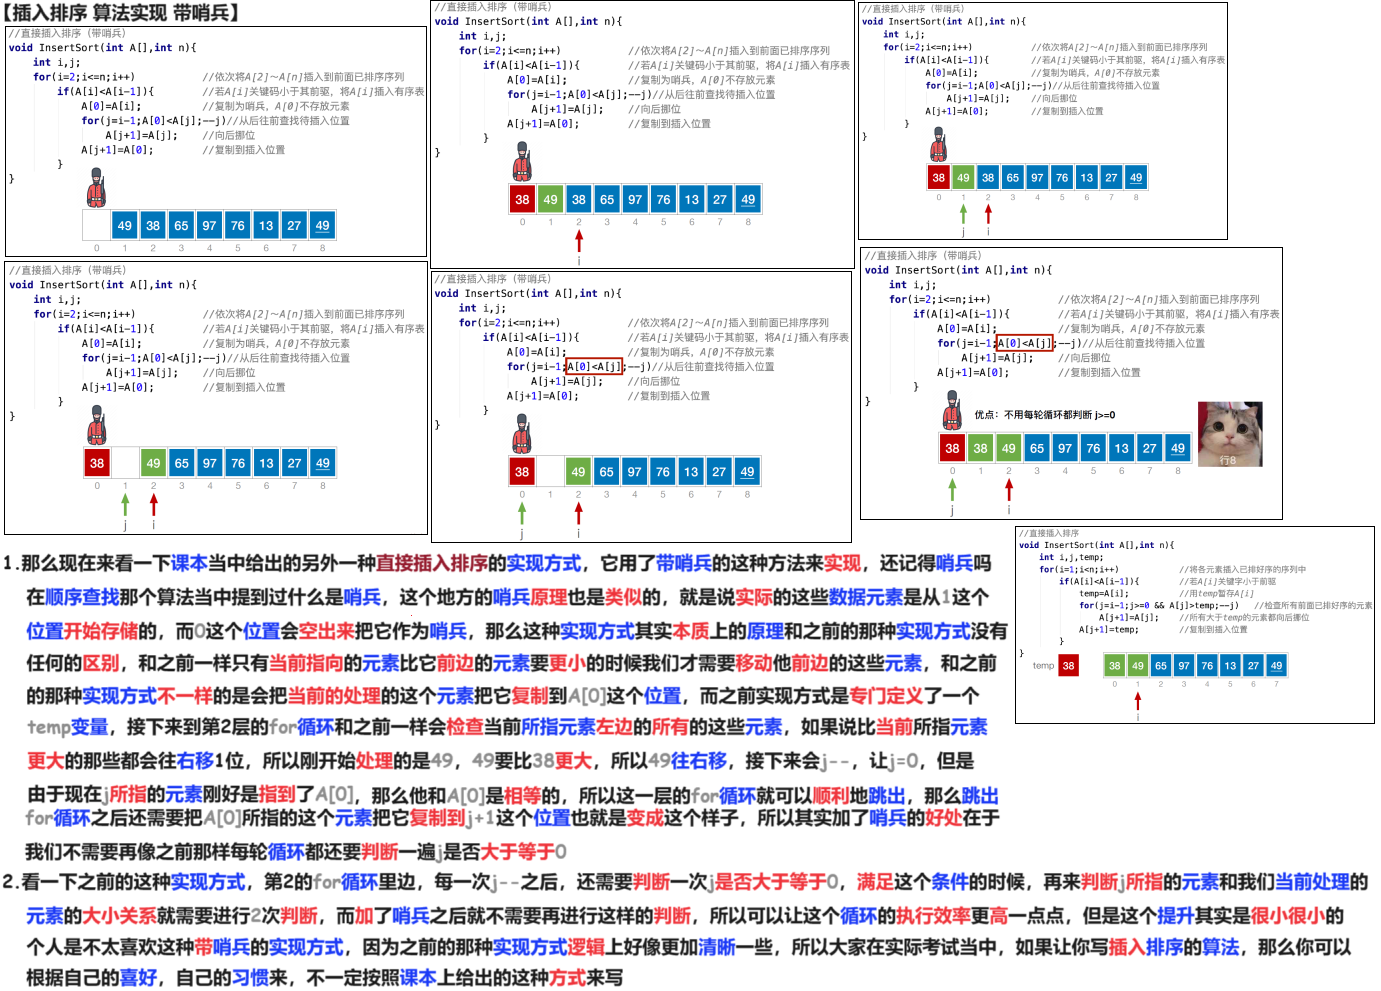 【插入排序 算法实现 带哨兵】
//直接插入排序（带哨兵）
void InsertSort(int A[],int n){
int i,j;
for(i=2;i<=n;i++) //依次将A[2]～A[n]插入到前面已排序序列
if(A[i]<A[i-1]){ //若A[i]关键码小于其前驱，将A[i]插入有序表
A[0]=A[i]; //复制为哨兵，A[0]不存放元素
for(j=i-1;A[0]<A[j];--j)//从后往前查找待插入位置
A[j+1]=A[j]; //向后挪位
A[j+1]=A[0]; //复制到插入位置
}
}
49 38 65 97 76 13 27 49
0 1 2 3 4 5 6 7 8
//直接插入排序（带哨兵）
void InsertSort(int A[],int n){
int i,j;
for(i=2;i<=n;i++) //依次将A[2]～A[n]插入到前面已排序序列
if(A[i]<A[i-1]){ //若A[i]关键码小于其前驱，将A[i]插入有序表
A[0]=A[i]; //复制为哨兵，A[0]不存放元素
for(j=i-1;A[0]<A[j];--j)//从后往前查找待插入位置
A[j+1]=A[j]; //向后挪位
A[j+1]=A[0]; //复制到插入位置
}
}
38 49 38 65 97 76 13 27 49
0 1 2 3 4 5 6 7 8
i
//直接插入排序（带哨兵）
void InsertSort(int A[],int n){
int i,j;
for(i=2;i<=n;i++) //依次将A[2]～A[n]插入到前面已排序序列
if(A[i]<A[i-1]){ //若A[i]关键码小于其前驱，将A[i]插入有序表
A[0]=A[i]; //复制为哨兵，A[0]不存放元素
for(j=i-1;A[0]<A[j];--j)//从后往前查找待插入位置
A[j+1]=A[j]; //向后挪位
A[j+1]=A[0]; //复制到插入位置
}
}
38 49 38 65 97 76 13 27 49
0 1 2 3 4 5 6 7 8
j i
//直接插入排序（带哨兵）
void InsertSort(int A[],int n){
int i,j;
for(i=2;i<=n;i++) //依次将A[2]～A[n]插入到前面已排序序列
if(A[i]<A[i-1]){ //若A[i]关键码小于其前驱，将A[i]插入有序表
A[0]=A[i]; //复制为哨兵，A[0]不存放元素
for(j=i-1;A[0]<A[j];--j)//从后往前查找待插入位置
A[j+1]=A[j]; //向后挪位
A[j+1]=A[0]; //复制到插入位置
}
}
38 49 65 97 76 13 27 49
0 1 2 3 4 5 6 7 8
j i
//直接插入排序（带哨兵）
void InsertSort(int A[],int n){
int i,j;
for(i=2;i<=n;i++) //依次将A[2]～A[n]插入到前面已排序序列
if(A[i]<A[i-1]){ //若A[i]关键码小于其前驱，将A[i]插入有序表
A[0]=A[i]; //复制为哨兵，A[0]不存放元素
for(j=i-1;A[0]<A[j];--j)//从后往前查找待插入位置
A[j+1]=A[j]; //向后挪位
A[j+1]=A[0]; //复制到插入位置
}
}
38 49 65 97 76 13 27 49
0 1 2 3 4 5 6 7 8
j i
//直接插入排序（带哨兵）
void InsertSort(int A[],int n){
int i,j;
for(i=2;i<=n;i++) //依次将A[2]～A[n]插入到前面已排序序列
if(A[i]<A[i-1]){ //若A[i]关键码小于其前驱，将A[i]插入有序表
A[0]=A[i]; //复制为哨兵，A[0]不存放元素
for(j=i-1;A[0]<A[j];--j)//从后往前查找待插入位置
A[j+1]=A[j]; //向后挪位
A[j+1]=A[0]; //复制到插入位置
}
}
优点：不用每轮循环都判断 j>=0
38 38 49 65 97 76 13 27 49
0 1 2 3 4 5 6 7 8
j i
行8
//直接插入排序
void InsertSort(int A[],int n){
int i,j,temp;
for(i=1;i<n;i++) //将各元素插入已排好序的序列中
if(A[i]<A[i-1]){ //若A[i]关键字小于前驱
temp=A[i]; //用temp暂存A[i]
for(j=i-1;j>=0 && A[j]>temp;--j) //检查所有前面已排好序的元素
A[j+1]=A[j]; //所有大于temp的元素都向后挪位
A[j+1]=temp; //复制到插入位置
}
}
temp 38 38 49 65 97 76 13 27 49
0 1 2 3 4 5 6 7
i
1.那么现在来看一下课本当中给出的另外一种直接插入排序的实现方式，它用了带哨兵的这种方法来实现，还记得哨兵吗
在顺序查找那个算法当中提到过什么是哨兵，这个地方的哨兵原理也是类似的，就是说实际的这些数据元素是从1这个
位置开始存储的，而0这个位置会空出来把它作为哨兵，那么这种实现方式其实本质上的原理和之前的那种实现方式没有
任何的区别，和之前一样只有当前指向的元素比它前边的元素要更小的时候我们才需要移动他前边的这些元素，和之前
的那种实现方式不一样的是会把当前的处理的这个元素把它复制到A[0]这个位置，而之前实现方式是专门定义了一个
temp变量，接下来到第2层的for循环和之前一样会检查当前所指元素左边的所有的这些元素，如果说比当前所指元素
更大的那些都会往右移1位，所以刚开始处理的是49，49要比38更大，所以49往右移，接下来会j--，让j=0，但是
由于现在j所指的元素刚好是指到了A[0]，那么他和A[0]是相等的，所以这一层的for循环就可以顺利地跳出，那么跳出
for循环之后还需要把A[0]所指的这个元素把它复制到j+1这个位置也就是变成这个样子，所以其实加了哨兵的好处在于
我们不需要再像之前那样每轮循环都还要判断一遍j是否大于等于0
2.看一下之前的这种实现方式，第2的for循环里边，每一次j--之后，还需要判断一次j是否大于等于0，满足这个条件的时候，再来判断j所指的元素和我们当前处理的
元素的大小关系就需要进行2次判断，而加了哨兵之后就不需要再进行这样的判断，所以可以让这个循环的执行效率更高一点点，但是这个提升其实是很小很小的
个人是不太喜欢这种带哨兵的实现方式，因为之前的那种实现方式逻辑上好像更加清晰一些，所以大家在实际考试当中，如果让你写插入排序的算法，那么你可以
根据自己的喜好，自己的习惯来，不一定按照课本上给出的这种方式来写